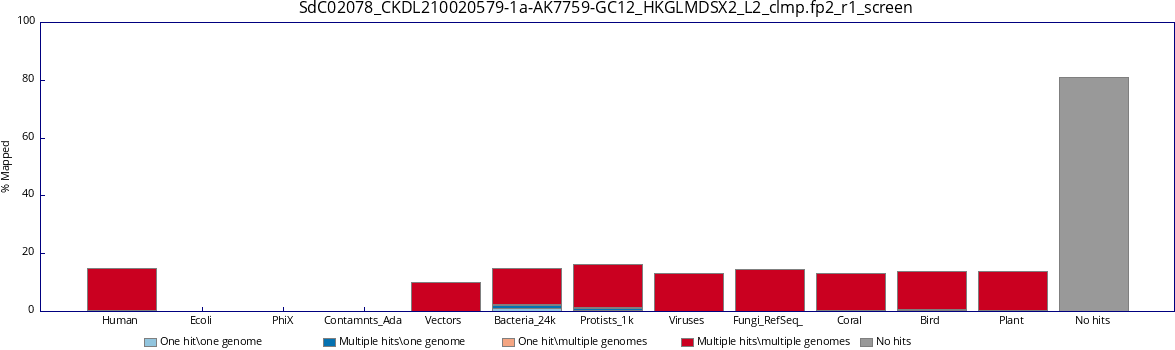 SdC02078_CKDL210020579-1a-AK7759-GC12_HKGLMDSX2_L2_clmp.fp2_r1_screen
% Mapped
100
80
60
40
20
0
Human Ecoli PhiX Contamnts_Ada Vectors Bacteria_24k Protists_1k Viruses Fungi_RefSeq_ Coral Bird Plant No hits
One hit\one genome Multiple hits\one genome One hit\multiple genomes Multiple hits\multiple genomes No hits